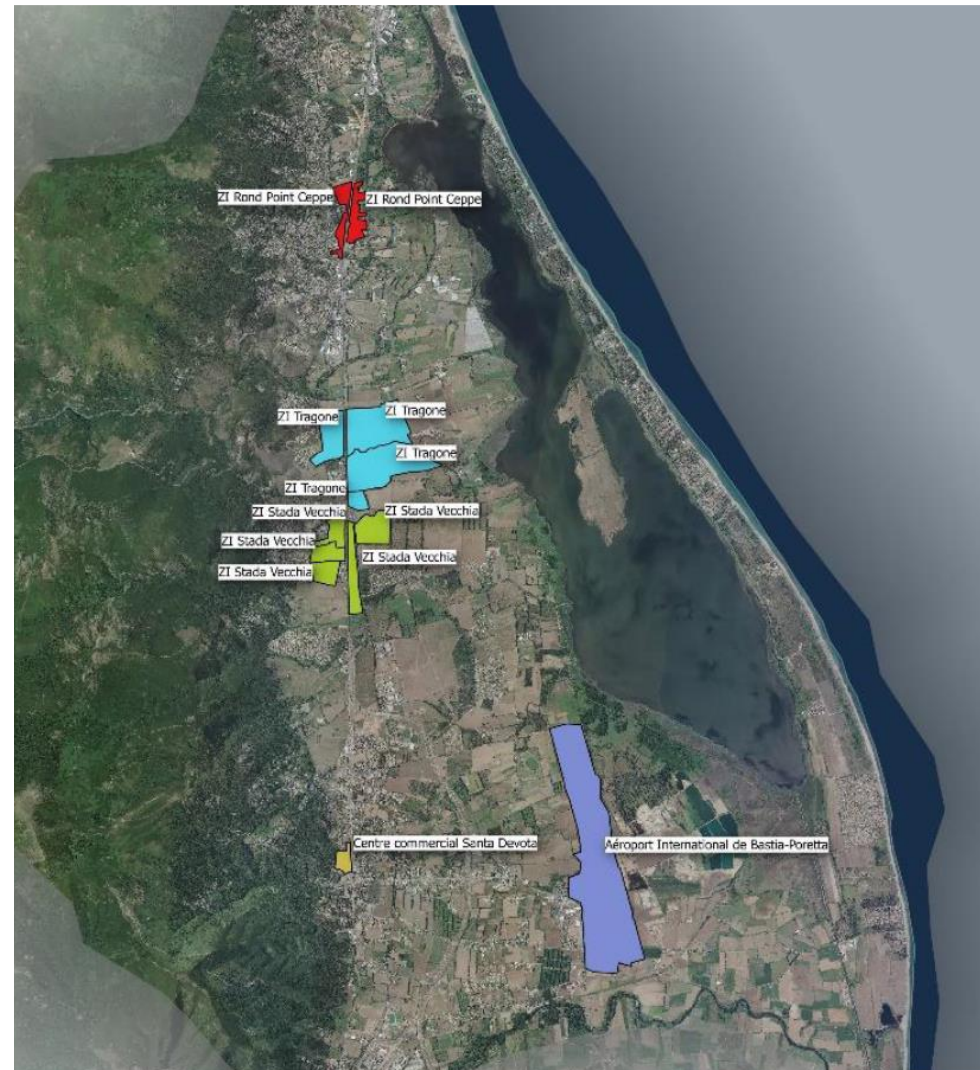 ZI Rond Point Ceppe
ZI Rond Point Ceppe
ZI Tragone
ZI Tragone
ZI Tragone
ZI Tragone
ZI Stada Vecchia
ZI Stada Vecchia
ZI Stada Vecchia
ZI Stada Vecchia
ZI Stada Vecchia
Centre commercial Santa Devota
Aéroport International de Bastia-Poretta